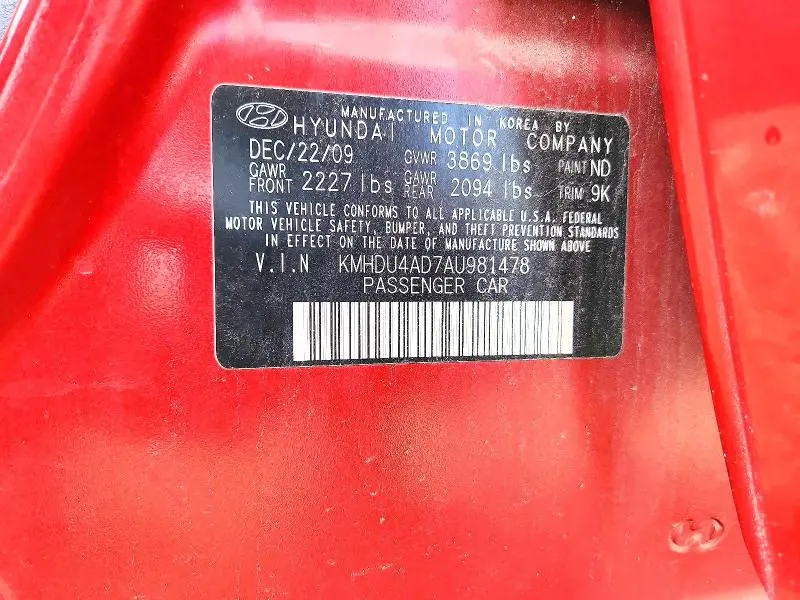 MANUFACTURED IN KOREA BY
HYUNDAI MOTOR COMPANY
DEC/22/09 GVWR 3869 lbs PAINT ND
GAWR FRONT 2227 lbs GAWR REAR 2094 lbs TRIM 9K
THIS VEHICLE CONFORMS TO ALL APPLICABLE U.S.A. FEDERAL
MOTOR VEHICLE SAFETY, BUMPER, AND THEFT PREVENTION STANDARDS
IN EFFECT ON THE DATE OF MANUFACTURE SHOWN ABOVE
V.I.N KMHDU4AD7AU981478
PASSENGER CAR